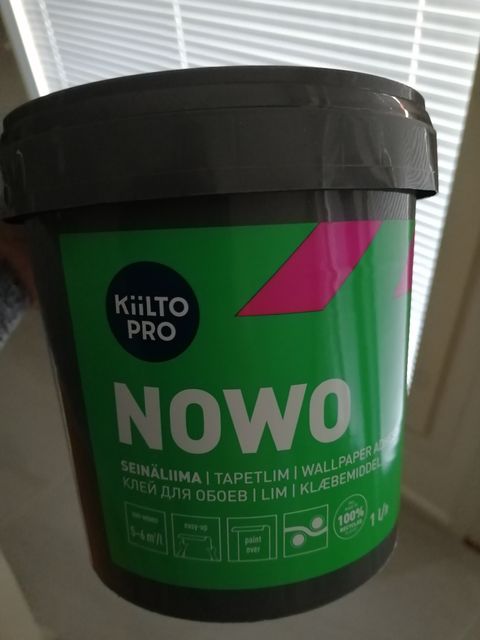 KiiLTO
PRO
NOWO
SEINÄLIIMA | TAPETLIM | WALLPAPER
КЛЕЙ ДЛЯ ОБОЕВ | LIM | KLÆBEMIDDEL
5-6 m²/l
easy-up
paint
over
100%
1 L/